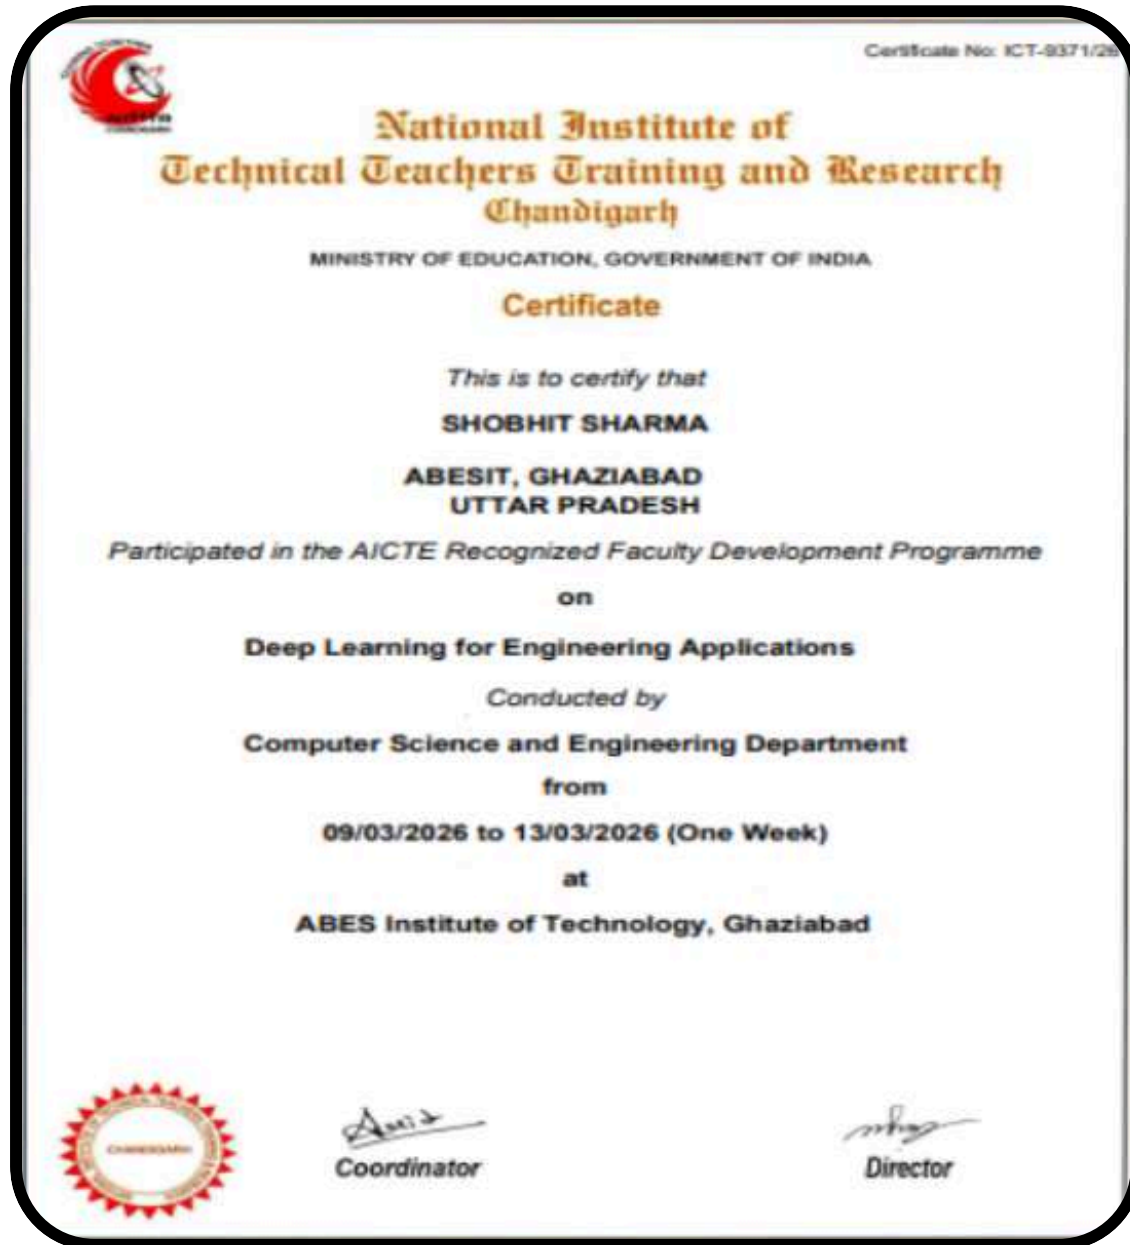 Certificate No: ICT-9371/26
National Institute of
Technical Teachers Training and Research
Chandigarh
MINISTRY OF EDUCATION, GOVERNMENT OF INDIA
Certificate
This is to certify that
SHOBHIT SHARMA
ABESIT, GHAZIABAD
UTTAR PRADESH
Participated in the AICTE Recognized Faculty Development Programme
on
Deep Learning for Engineering Applications
Conducted by
Computer Science and Engineering Department
from
09/03/2026 to 13/03/2026 (One Week)
at
ABES Institute of Technology, Ghaziabad
CHANDIGARH
Coordinator
Director